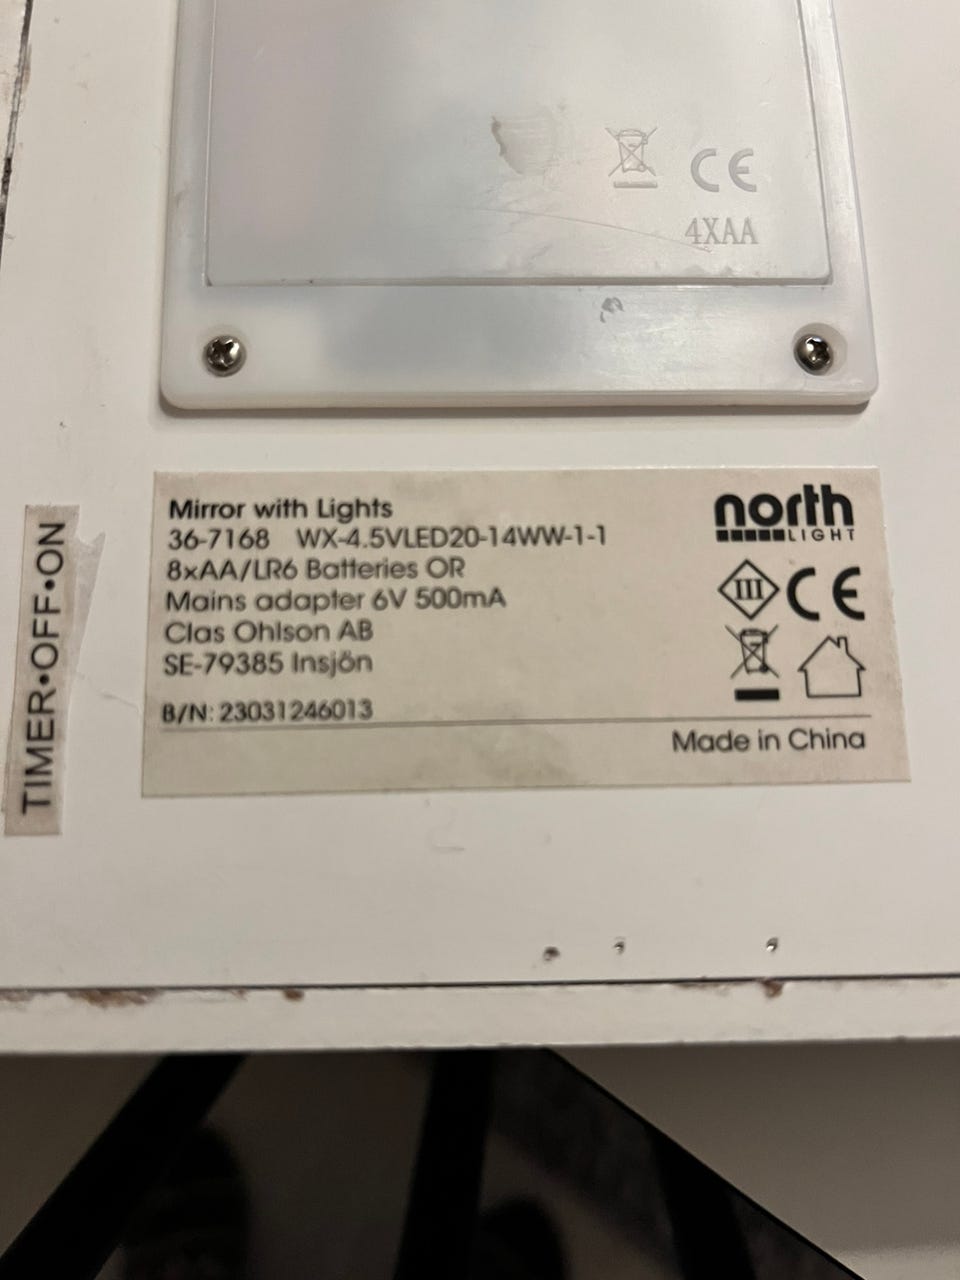 CE
4XAA
Mirror with Lights
36-7168 WX-4.5VLED20-14WW-1-1
8xAA/LR6 Batteries OR
Mains adapter 6V 500mA
Clas Ohlson AB
SE-79385 Insjön
B/N: 23031246013
north
LIGHT
III CE
Made in China
TIMER•OFF•ON